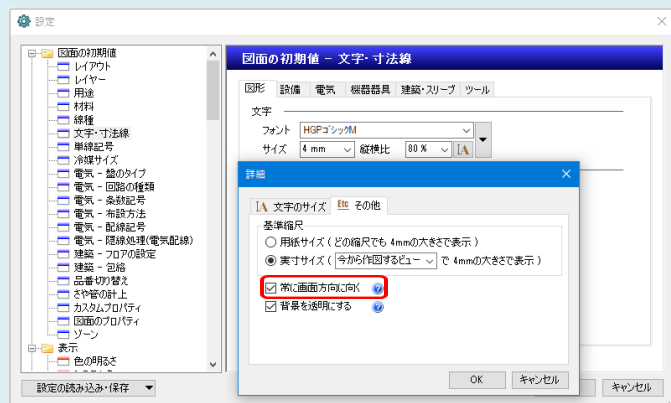 設定
図面の初期値
レイアウト
レイヤー
用途
材料
線種
文字・寸法線
単線記号
冷媒サイズ
電気 - 盤のタイプ
電気 - 回路の種類
電気 - 条数記号
電気 - 布設方法
電気 - 配線記号
電気 - 隠線処理(電気配線)
建築 - フロアの設定
建築 - 包絡
品番切り替え
さや管の計上
カスタムプロパティ
図面のプロパティ
ゾーン
表示
色の明るさ
設定の読み込み・保存
図面の初期値 - 文字・寸法線
図形 設備 電気 機器器具 建築・スリーブ ツール
文字
フォント HGPゴシックM
サイズ 4 mm 縦横比 80 % IA
詳細
IA 文字のサイズ Etc その他
基準縮尺
用紙サイズ ( どの縮尺でも 4mmの大きさで表示 )
実寸サイズ ( 今から作図するビュー で 4mmの大きさで表示 )
常に画面方向に向く ?
背景を透明にする ?
OK キャンセル
キャンセル